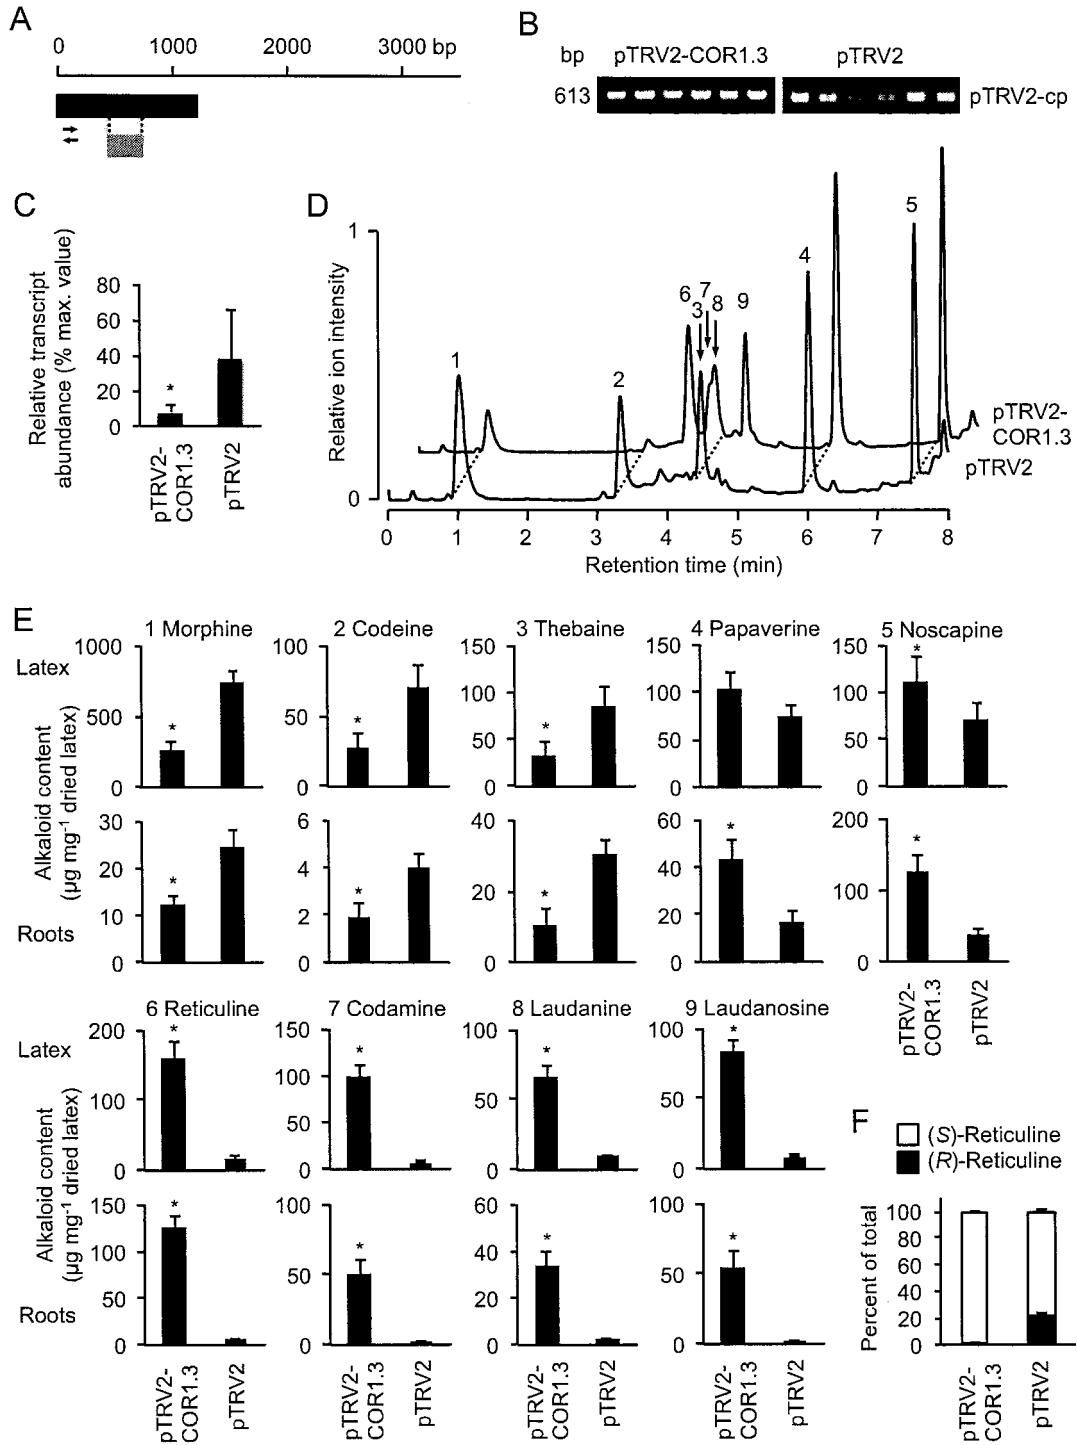 A
0 1000 2000 3000 bp
B
bp pTRV2-COR1.3 pTRV2
613 pTRV2-cp
C
Relative transcript
abundance (% max. value)
80
60
40
20
0
*
pTRV2-
COR1.3
pTRV2
D
Relative ion intensity
1
0
1
2
6
3
7
8
9
4
5
pTRV2-
COR1.3
pTRV2
0 1 2 3 4 5 6 7 8
Retention time (min)
E
Latex
Alkaloid content
(µg mg⁻¹ dried latex)
Roots
1 Morphine
1000
500
0
*
30
20
10
0
*
2 Codeine
100
50
0
*
6
4
2
0
*
3 Thebaine
150
100
50
0
*
40
20
0
*
4 Papaverine
150
100
50
0
60
40
20
0
*
5 Noscapine
150
100
50
0
*
200
100
0
*
pTRV2-
COR1.3
pTRV2
Latex
Alkaloid content
(µg mg⁻¹ dried latex)
Roots
6 Reticuline
200
100
0
*
150
100
50
0
*
pTRV2-
COR1.3
pTRV2
7 Codamine
150
100
50
0
*
100
50
0
*
pTRV2-
COR1.3
pTRV2
8 Laudanine
100
50
0
*
60
40
20
0
*
pTRV2-
COR1.3
pTRV2
9 Laudanosine
100
50
0
*
100
50
0
*
pTRV2-
COR1.3
pTRV2
F
(S)-Reticuline
(R)-Reticuline
Percent of total
100
80
60
40
20
0
pTRV2-
COR1.3
pTRV2